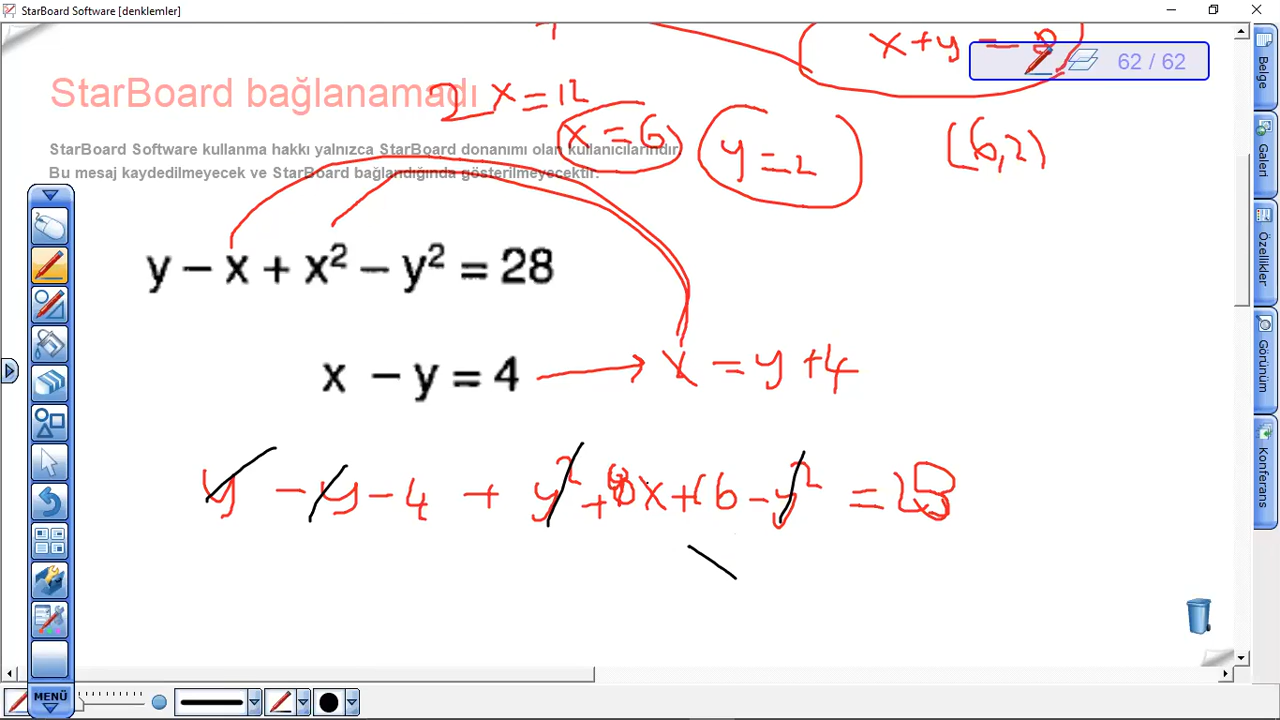 StarBoard Software [denklemler]
x+y = 8
62 / 62
StarBoard bağlanamadı
2x=12
StarBoard Software kullanma hakkı yalnızca StarBoard donanımı olan kullanıcılarındır.
x=6
y=2
(6,2)
Bu mesaj kaydedilmeyecek ve StarBoard bağlandığında gösterilmeyecektir.
y – x + x² – y² = 28
x – y = 4
x = y+4
y - y - 4 + y² + 8x + 16 - y² = 28
Belge
Galeri
Özellikler
Görünüm
Konferans
MENÜ